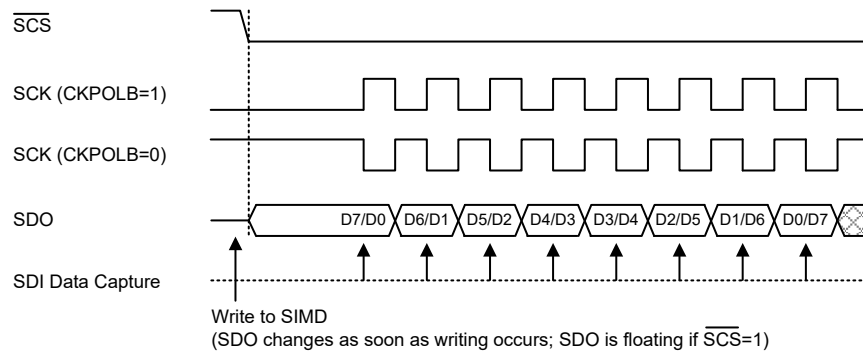 SCS
SCK (CKPOLB=1)
SCK (CKPOLB=0)
SDO
D7/D0 D6/D1 D5/D2 D4/D3 D3/D4 D2/D5 D1/D6 D0/D7
SDI Data Capture
Write to SIMD
(SDO changes as soon as writing occurs; SDO is floating if SCS=1)